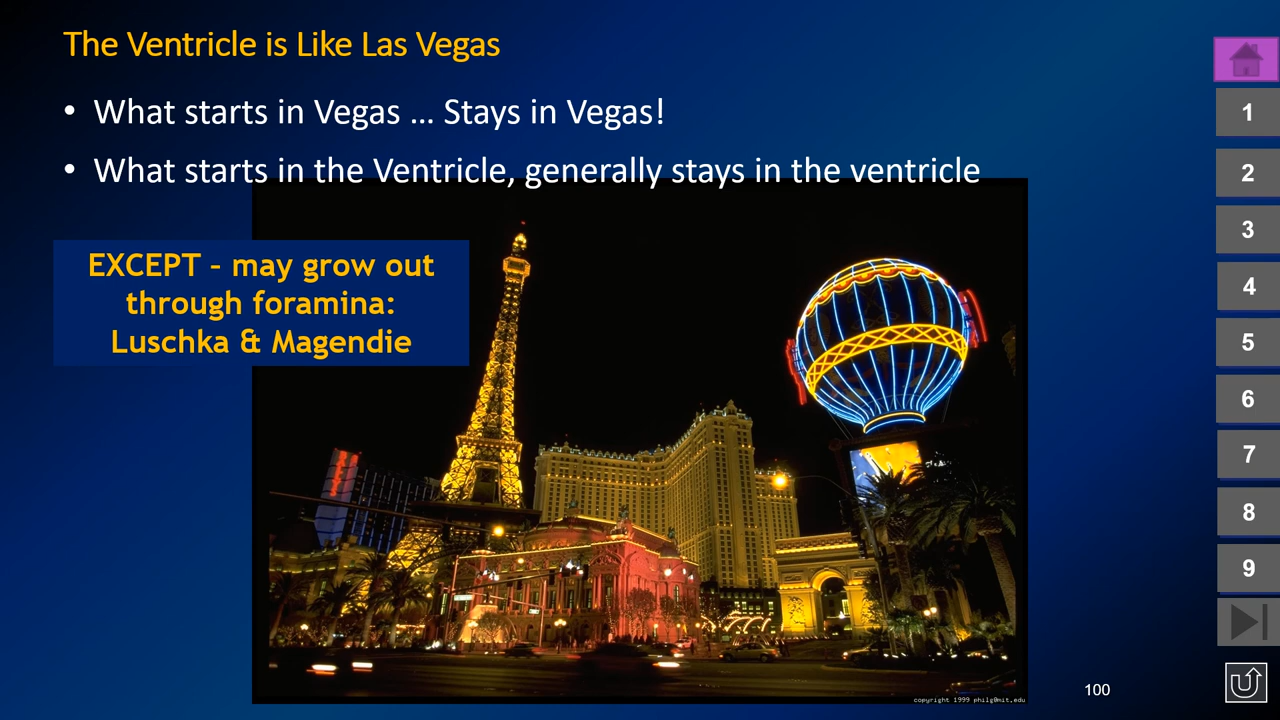 The Ventricle is Like Las Vegas
• What starts in Vegas ... Stays in Vegas!
• What starts in the Ventricle, generally stays in the ventricle
EXCEPT - may grow out
through foramina:
Luschka & Magendie
1
2
3
4
5
6
7
8
9
100
copyright 1999 philg@mit.edu